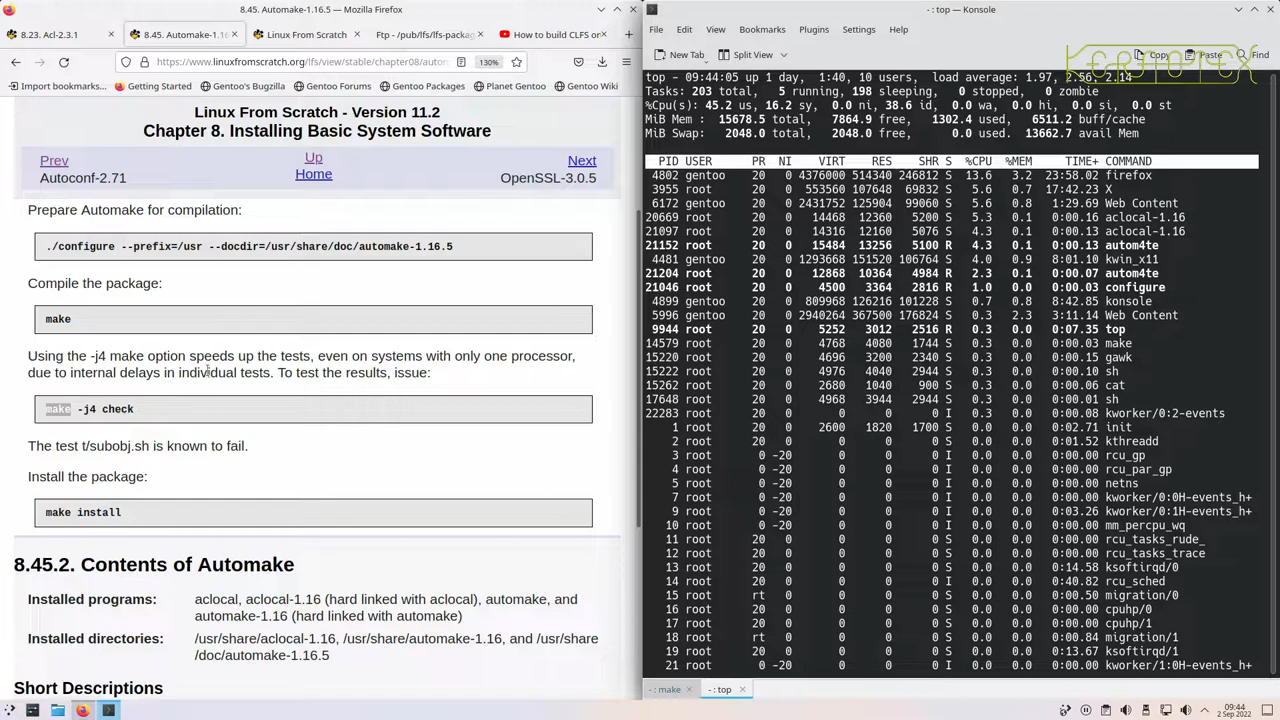 8.45. Automake-1.16.5 — Mozilla Firefox
8.23. Acl-2.3.1
8.45. Automake-1.16
Linux From Scratch
Ftp - /pub/lfs/lfs-packag
How to build CLFS on
https://www.linuxfromscratch.org/lfs/view/stable/chapter08/autom
130%
Import bookmarks...
Getting Started
Gentoo's Bugzilla
Gentoo Packages
Planet Gentoo
Gentoo Wiki
Linux From Scratch - Version 11.2
Chapter 8. Installing Basic System Software
Prev
Up
Next
Autoconf-2.71
Home
OpenSSL-3.0.5
Prepare Automake for compilation:
./configure --prefix=/usr --docdir=/usr/share/doc/automake-1.16.5
Compile the package:
make
Using the -j4 make option speeds up the tests, even on systems with only one processor,
due to internal delays in individual tests. To test the results, issue:
make -j4 check
The test t/subobj.sh is known to fail.
Install the package:
make install
8.45.2. Contents of Automake
Installed programs:
aclocal, aclocal-1.16 (hard linked with aclocal), automake, and
automake-1.16 (hard linked with automake)
Installed directories:
/usr/share/aclocal-1.16, /usr/share/automake-1.16, and /usr/share
/doc/automake-1.16.5
Short Descriptions
- : top — Konsole
File Edit View Bookmarks Plugins Settings Help
New Tab Split View Copy Paste Find
top - 09:44:05 up 1 day, 1:40, 10 users, load average: 1.97, 2.56, 2.14
Tasks: 203 total, 5 running, 198 sleeping, 0 stopped, 0 zombie
%Cpu(s): 45.2 us, 16.2 sy, 0.0 ni, 38.6 id, 0.0 wa, 0.0 hi, 0.0 si, 0.0 st
MiB Mem : 15678.5 total, 7864.9 free, 1302.4 used, 6511.2 buff/cache
MiB Swap: 2048.0 total, 2048.0 free, 0.0 used. 13662.7 avail Mem
PID USER PR NI VIRT RES SHR S %CPU %MEM TIME+ COMMAND
4802 gentoo 20 0 4376000 514340 246812 S 13.6 3.2 23:58.02 firefox
3955 root 20 0 553560 107648 69832 S 5.6 0.7 17:42.23 X
6172 gentoo 20 0 2431752 125904 99060 S 5.6 0.8 1:29.69 Web Content
20669 root 20 0 14468 12360 5200 S 5.3 0.1 0:00.16 aclocal-1.16
21097 root 20 0 14316 12160 5076 S 4.3 0.1 0:00.13 aclocal-1.16
21152 root 20 0 15484 13256 5100 R 4.3 0.1 0:00.13 autom4te
4481 gentoo 20 0 1293668 151520 106764 S 4.0 0.9 8:01.10 kwin_x11
21204 root 20 0 12868 10364 4984 R 2.3 0.1 0:00.07 autom4te
21046 root 20 0 4500 3364 2816 R 1.0 0.0 0:00.03 configure
4899 gentoo 20 0 809968 126216 101228 S 0.7 0.8 8:42.85 konsole
5996 gentoo 20 0 2940264 367500 176824 S 0.3 2.3 3:11.14 Web Content
9944 root 20 0 5252 3012 2516 R 0.3 0.0 0:07.35 top
14579 root 20 0 4768 4080 1744 S 0.3 0.0 0:00.03 make
15220 root 20 0 4696 3200 2340 S 0.3 0.0 0:00.15 gawk
15222 root 20 0 4976 4040 2944 S 0.3 0.0 0:00.10 sh
15262 root 20 0 2680 1040 900 S 0.3 0.0 0:00.06 cat
17648 root 20 0 4968 3944 2944 S 0.3 0.0 0:00.01 sh
22283 root 20 0 0 0 0 I 0.3 0.0 0:00.08 kworker/0:2-events
1 root 20 0 2600 1820 1700 S 0.0 0.0 0:02.71 init
2 root 20 0 0 0 0 S 0.0 0.0 0:01.52 kthreadd
3 root 0 -20 0 0 0 I 0.0 0.0 0:00.00 rcu_gp
4 root 0 -20 0 0 0 I 0.0 0.0 0:00.00 rcu_par_gp
5 root 0 -20 0 0 0 I 0.0 0.0 0:00.00 netns
7 root 0 -20 0 0 0 I 0.0 0.0 0:00.00 kworker/0:0H-events_h+
9 root 0 -20 0 0 0 I 0.0 0.0 0:03.26 kworker/0:1H-events_h+
10 root 0 -20 0 0 0 I 0.0 0.0 0:00.00 mm_percpu_wq
11 root 20 0 0 0 0 S 0.0 0.0 0:00.00 rcu_tasks_rude_
12 root 20 0 0 0 0 S 0.0 0.0 0:00.00 rcu_tasks_trace
13 root 20 0 0 0 0 S 0.0 0.0 0:14.58 ksoftirqd/0
14 root 20 0 0 0 0 I 0.0 0.0 0:40.82 rcu_sched
15 root rt 0 0 0 0 S 0.0 0.0 0:00.50 migration/0
16 root 20 0 0 0 0 S 0.0 0.0 0:00.00 cpuhp/0
17 root 20 0 0 0 0 S 0.0 0.0 0:00.00 cpuhp/1
18 root rt 0 0 0 0 S 0.0 0.0 0:00.84 migration/1
19 root 20 0 0 0 0 S 0.0 0.0 0:13.67 ksoftirqd/1
21 root 0 -20 0 0 0 I 0.0 0.0 0:00.00 kworker/1:0H-events_h+
- : make
- : top
09:44
2 Sep 2022